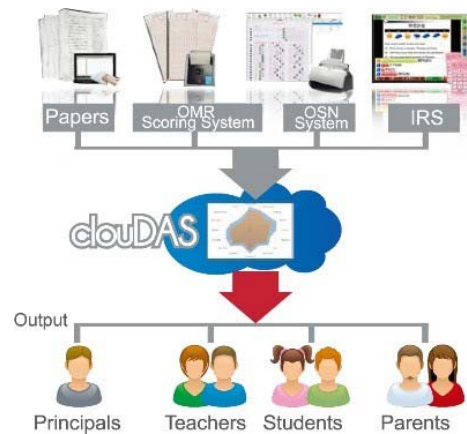 Papers
OMR
Scoring System
OSN
System
IRS
clouDAS
Output
Principals
Teachers
Students
Parents